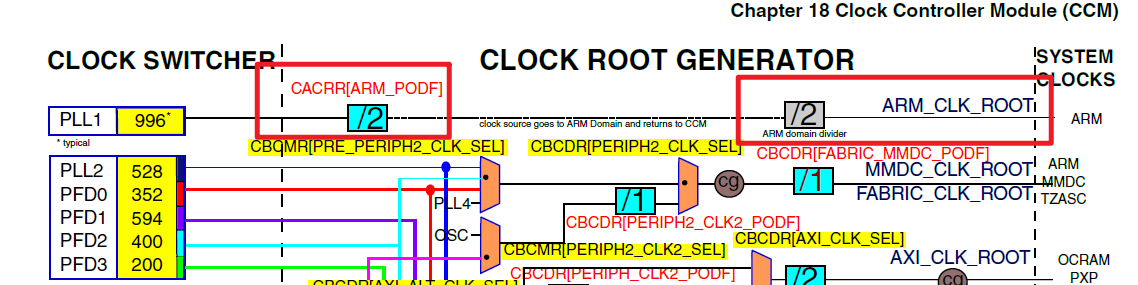 Chapter 18 Clock Controller Module (CCM)
CLOCK SWITCHER
CLOCK ROOT GENERATOR
SYSTEM
CLOCKS
CACRR[ARM_PODF]
PLL1 996*
/2
clock source goes to ARM Domain and returns to CCM
/2
ARM_CLK_ROOT
ARM
* typical
ARM domain divider
CBCMR[PRE_PERIPH2_CLK_SEL]
CBCDR[PERIPH2_CLK_SEL]
CBCDR[FABRIC_MMDC_PODF]
PLL2 528
PFD0 352
PFD1 594
PFD2 400
PFD3 200
PLL4
OSC
/1
cg
/1
MMDC_CLK_ROOT
FABRIC_CLK_ROOT
ARM
MMDC
TZASC
CBCDR[PERIPH2_CLK2_PODF]
CBCMR[PERIPH2_CLK2_SEL]
CBCDR[AXI_CLK_SEL]
CBCDR[PERIPH_CLK2_PODF]
AXI_CLK_ROOT
OCRAM
PXP
/2
cg
CBCDR[AXI_ALT_CLK_SEL]